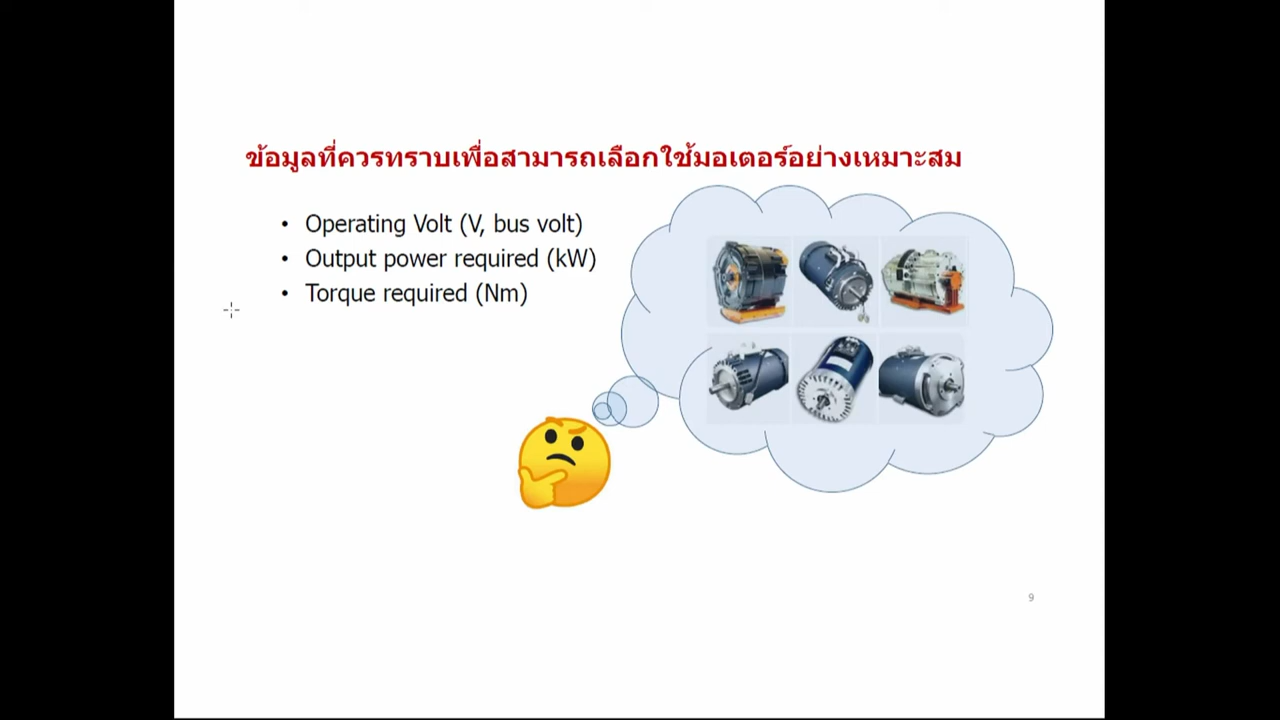 ข้อมูลที่ควรทราบเพื่อสามารถเลือกใช้มอเตอร์อย่างเหมาะสม
• Operating Volt (V, bus volt)
• Output power required (kW)
• Torque required (Nm)
9